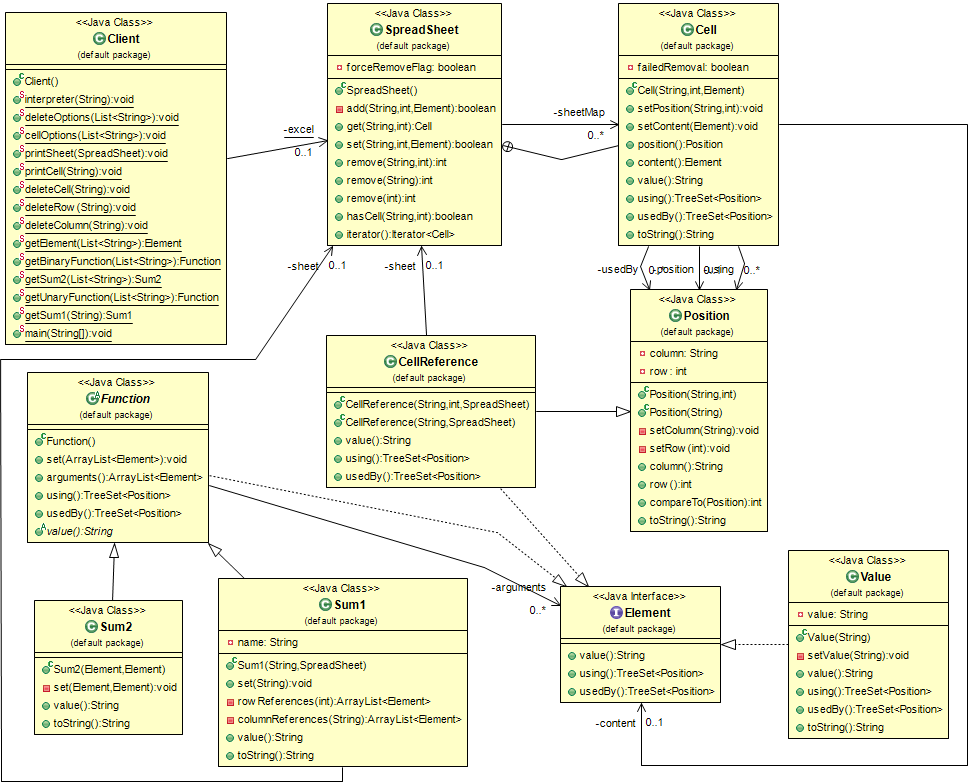 <<Java Class>>
Client
(default package)
Client()
interpreter(String):void
deleteOptions(List<String>):void
cellOptions(List<String>):void
printSheet(SpreadSheet):void
printCell(String):void
deleteCell(String):void
deleteRow(String):void
deleteColumn(String):void
getElement(List<String>):Element
getBinaryFunction(List<String>):Function
getSum2(List<String>):Sum2
getUnaryFunction(List<String>):Function
getSum1(String):Sum1
main(String[]):void
-excel
0..1
<<Java Class>>
SpreadSheet
(default package)
forceRemoveFlag: boolean
SpreadSheet()
add(String,int,Element):boolean
get(String,int):Cell
set(String,int,Element):boolean
remove(String,int):int
remove(String):int
remove(int):int
hasCell(String,int):boolean
iterator():Iterator<Cell>
-sheetMap
0..*
<<Java Class>>
Cell
(default package)
failedRemoval: boolean
Cell(String,int,Element)
setPosition(String,int):void
setContent(Element):void
position():Position
content():Element
value():String
using():TreeSet<Position>
usedBy():TreeSet<Position>
toString():String
-sheet 0..1
-sheet 0..1
-usedBy
-position
-using
0..*
<<Java Class>>
Position
(default package)
column: String
row: int
Position(String,int)
Position(String)
setColumn(String):void
setRow(int):void
column():String
row():int
compareTo(Position):int
toString():String
<<Java Class>>
CellReference
(default package)
CellReference(String,int,SpreadSheet)
CellReference(String,SpreadSheet)
value():String
using():TreeSet<Position>
usedBy():TreeSet<Position>
<<Java Class>>
Function
(default package)
Function()
set(ArrayList<Element>):void
arguments():ArrayList<Element>
using():TreeSet<Position>
usedBy():TreeSet<Position>
value():String
<<Java Class>>
Sum2
(default package)
Sum2(Element,Element)
set(Element,Element):void
value():String
toString():String
<<Java Class>>
Sum1
(default package)
name: String
Sum1(String,SpreadSheet)
set(String):void
rowReferences(int):ArrayList<Element>
columnReferences(String):ArrayList<Element>
value():String
toString():String
-arguments
0..*
<<Java Interface>>
Element
(default package)
value():String
using():TreeSet<Position>
usedBy():TreeSet<Position>
-content 0..1
<<Java Class>>
Value
(default package)
value: String
Value(String)
setValue(String):void
value():String
using():TreeSet<Position>
usedBy():TreeSet<Position>
toString():String